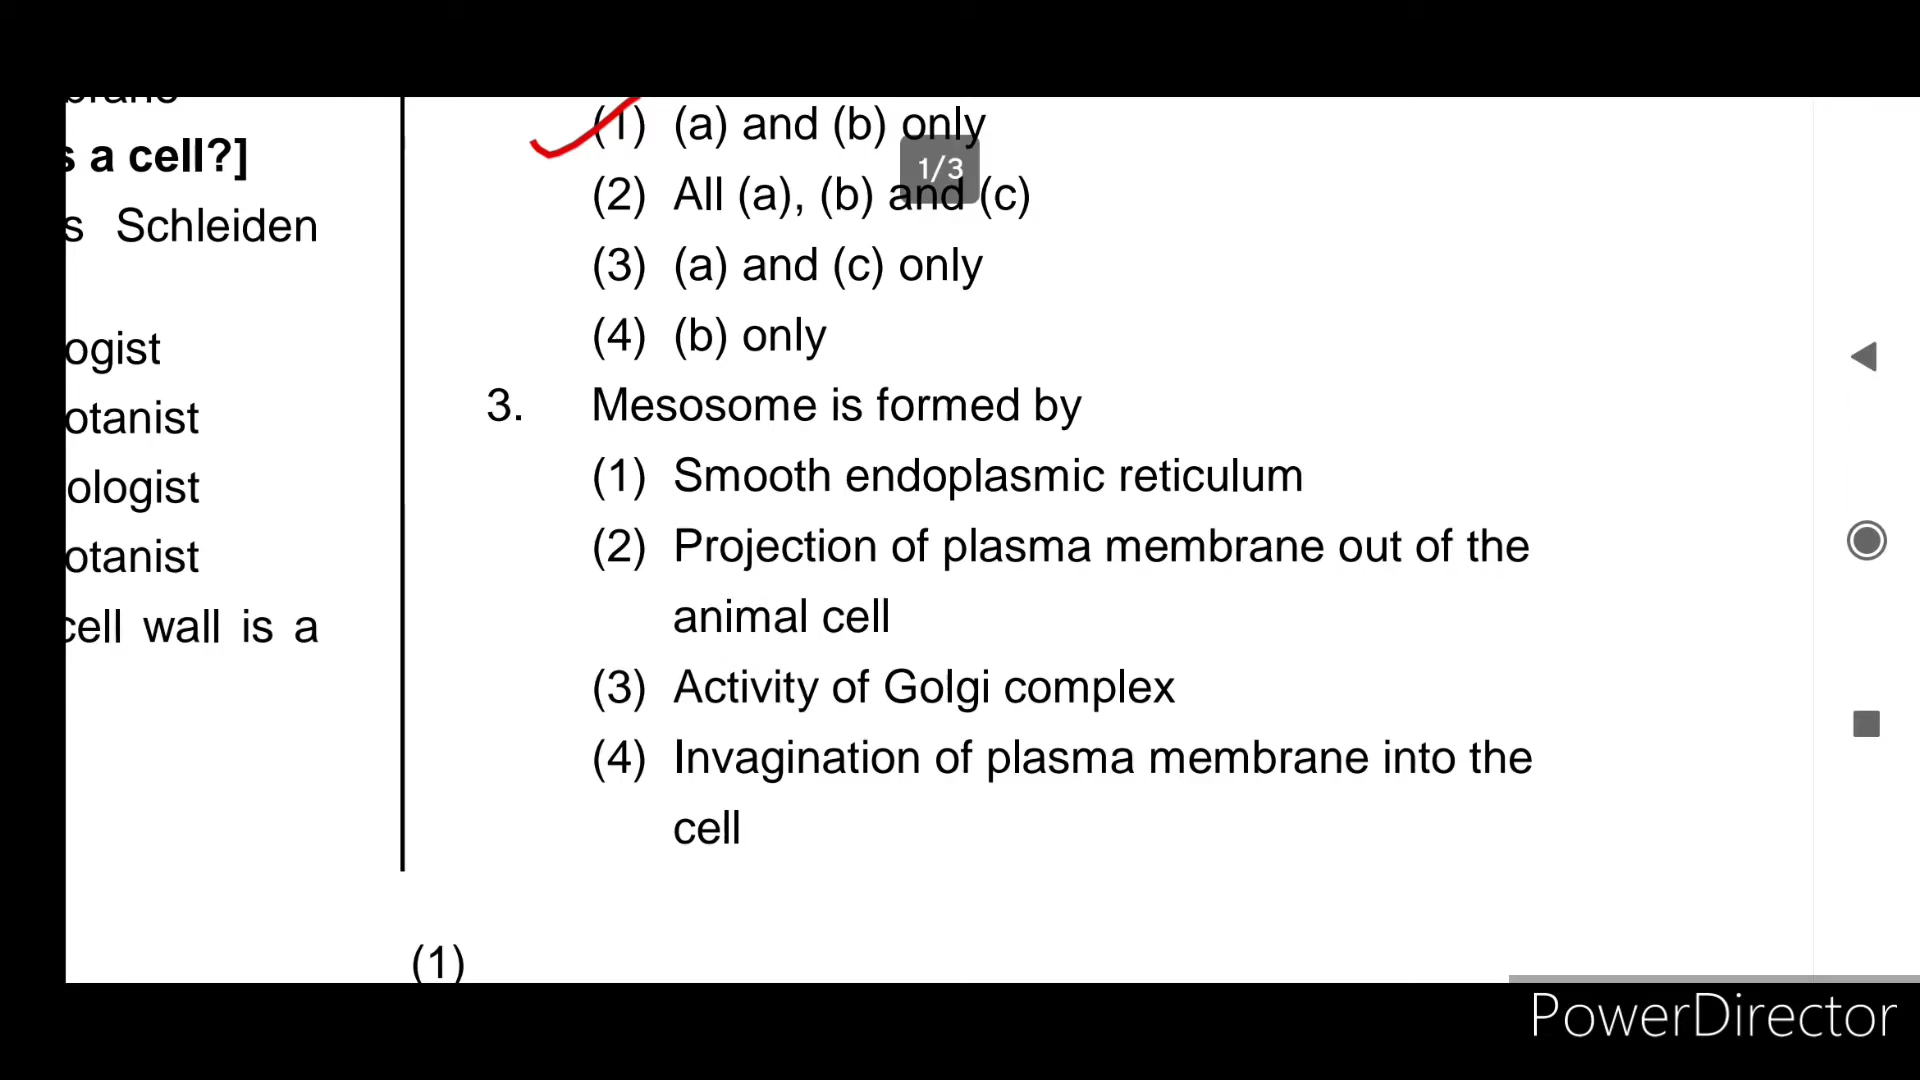 s a cell?]
s Schleiden
ogist
otanist
ologist
otanist
cell wall is a
(1) (a) and (b) only
1/3
(2) All (a), (b) and (c)
(3) (a) and (c) only
(4) (b) only
3. Mesosome is formed by
(1) Smooth endoplasmic reticulum
(2) Projection of plasma membrane out of the
animal cell
(3) Activity of Golgi complex
(4) Invagination of plasma membrane into the
cell
(1)
PowerDirector